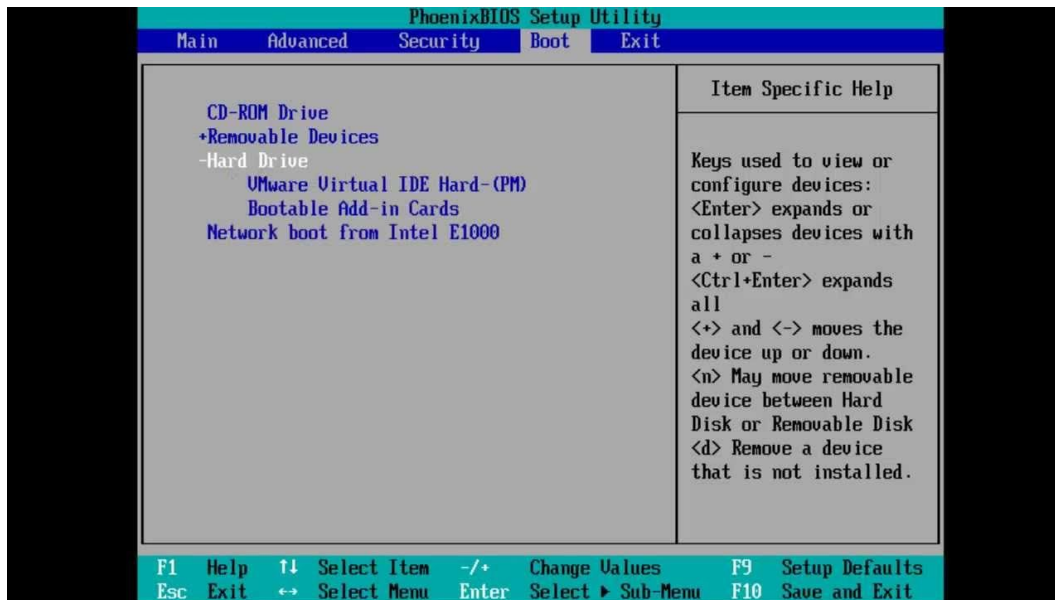 PhoenixBIOS Setup Utility
Main Advanced Security Boot Exit
CD-ROM Drive
+Removable Devices
-Hard Drive
VMware Virtual IDE Hard-(PM)
Bootable Add-in Cards
Network boot from Intel E1000
Item Specific Help
Keys used to view or
configure devices:
<Enter> expands or
collapses devices with
a + or -
<Ctrl+Enter> expands
all
<+> and <-> moves the
device up or down.
<n> May move removable
device between Hard
Disk or Removable Disk
<d> Remove a device
that is not installed.
F1 Help ↑↓ Select Item -/+ Change Values F9 Setup Defaults
Esc Exit ↔ Select Menu Enter Select ▶ Sub-Menu F10 Save and Exit